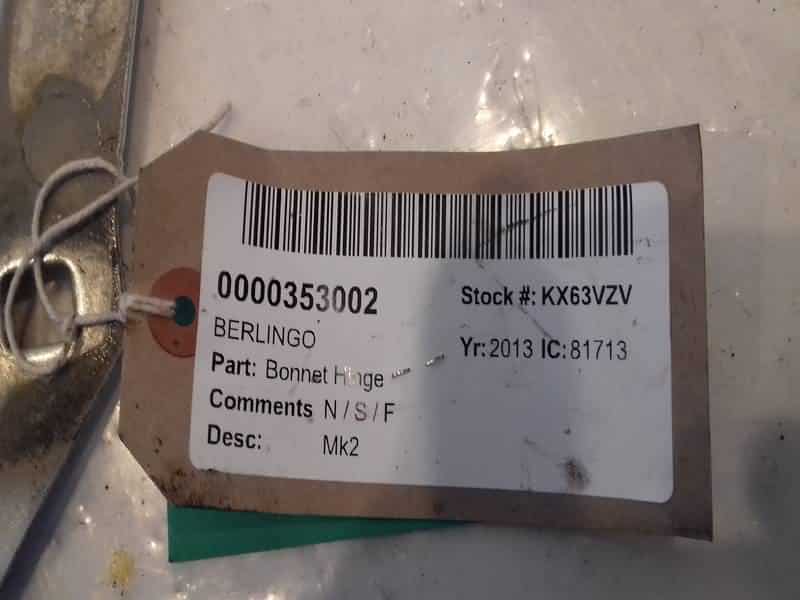 0000353002
Stock #: KX63VZV
BERLINGO
Yr: 2013 IC: 81713
Part: Bonnet Hinge
Comments N / S / F
Desc: Mk2